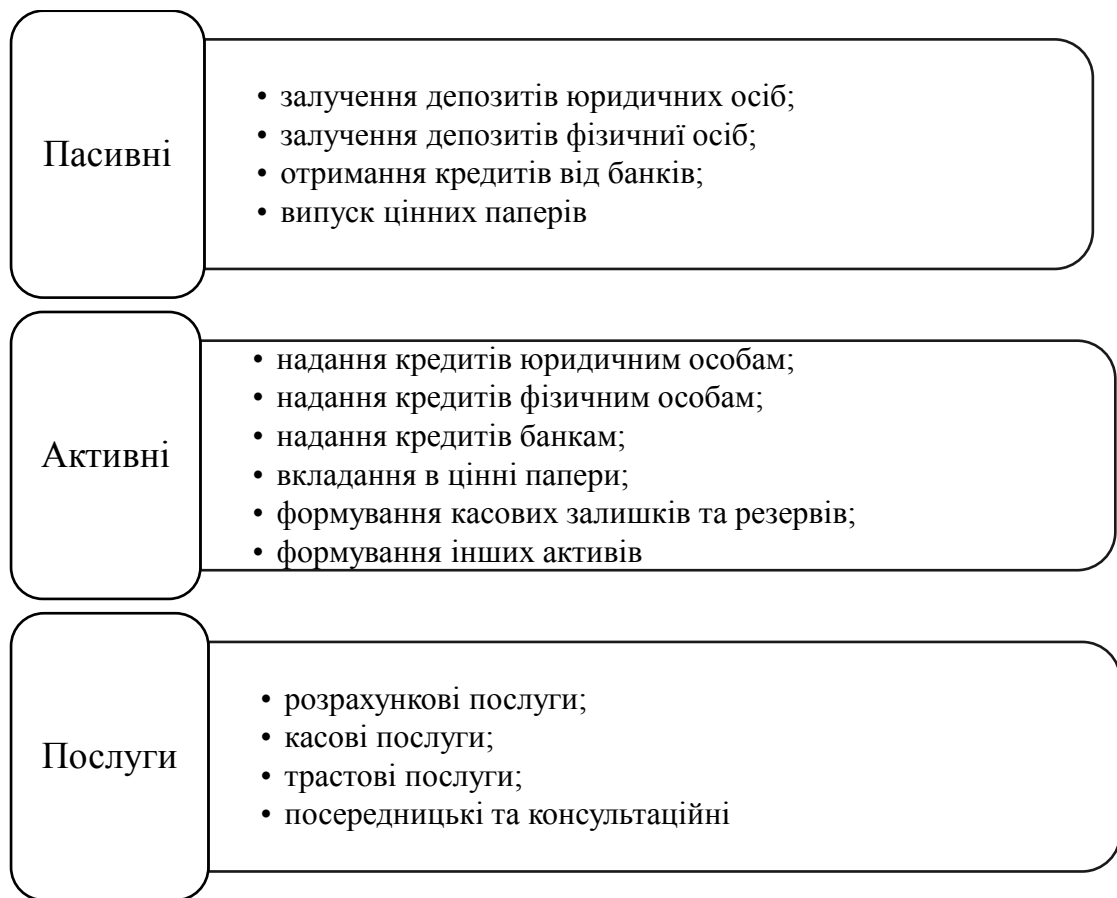 Пасивні
• залучення депозитів юридичних осіб;
• залучення депозитів фізичниї осіб;
• отримання кредитів від банків;
• випуск цінних паперів
Активні
• надання кредитів юридичним особам;
• надання кредитів фізичним особам;
• надання кредитів банкам;
• вкладання в цінні папери;
• формування касових залишків та резервів;
• формування інших активів
Послуги
• розрахункові послуги;
• касові послуги;
• трастові послуги;
• посередницькі та консультаційні